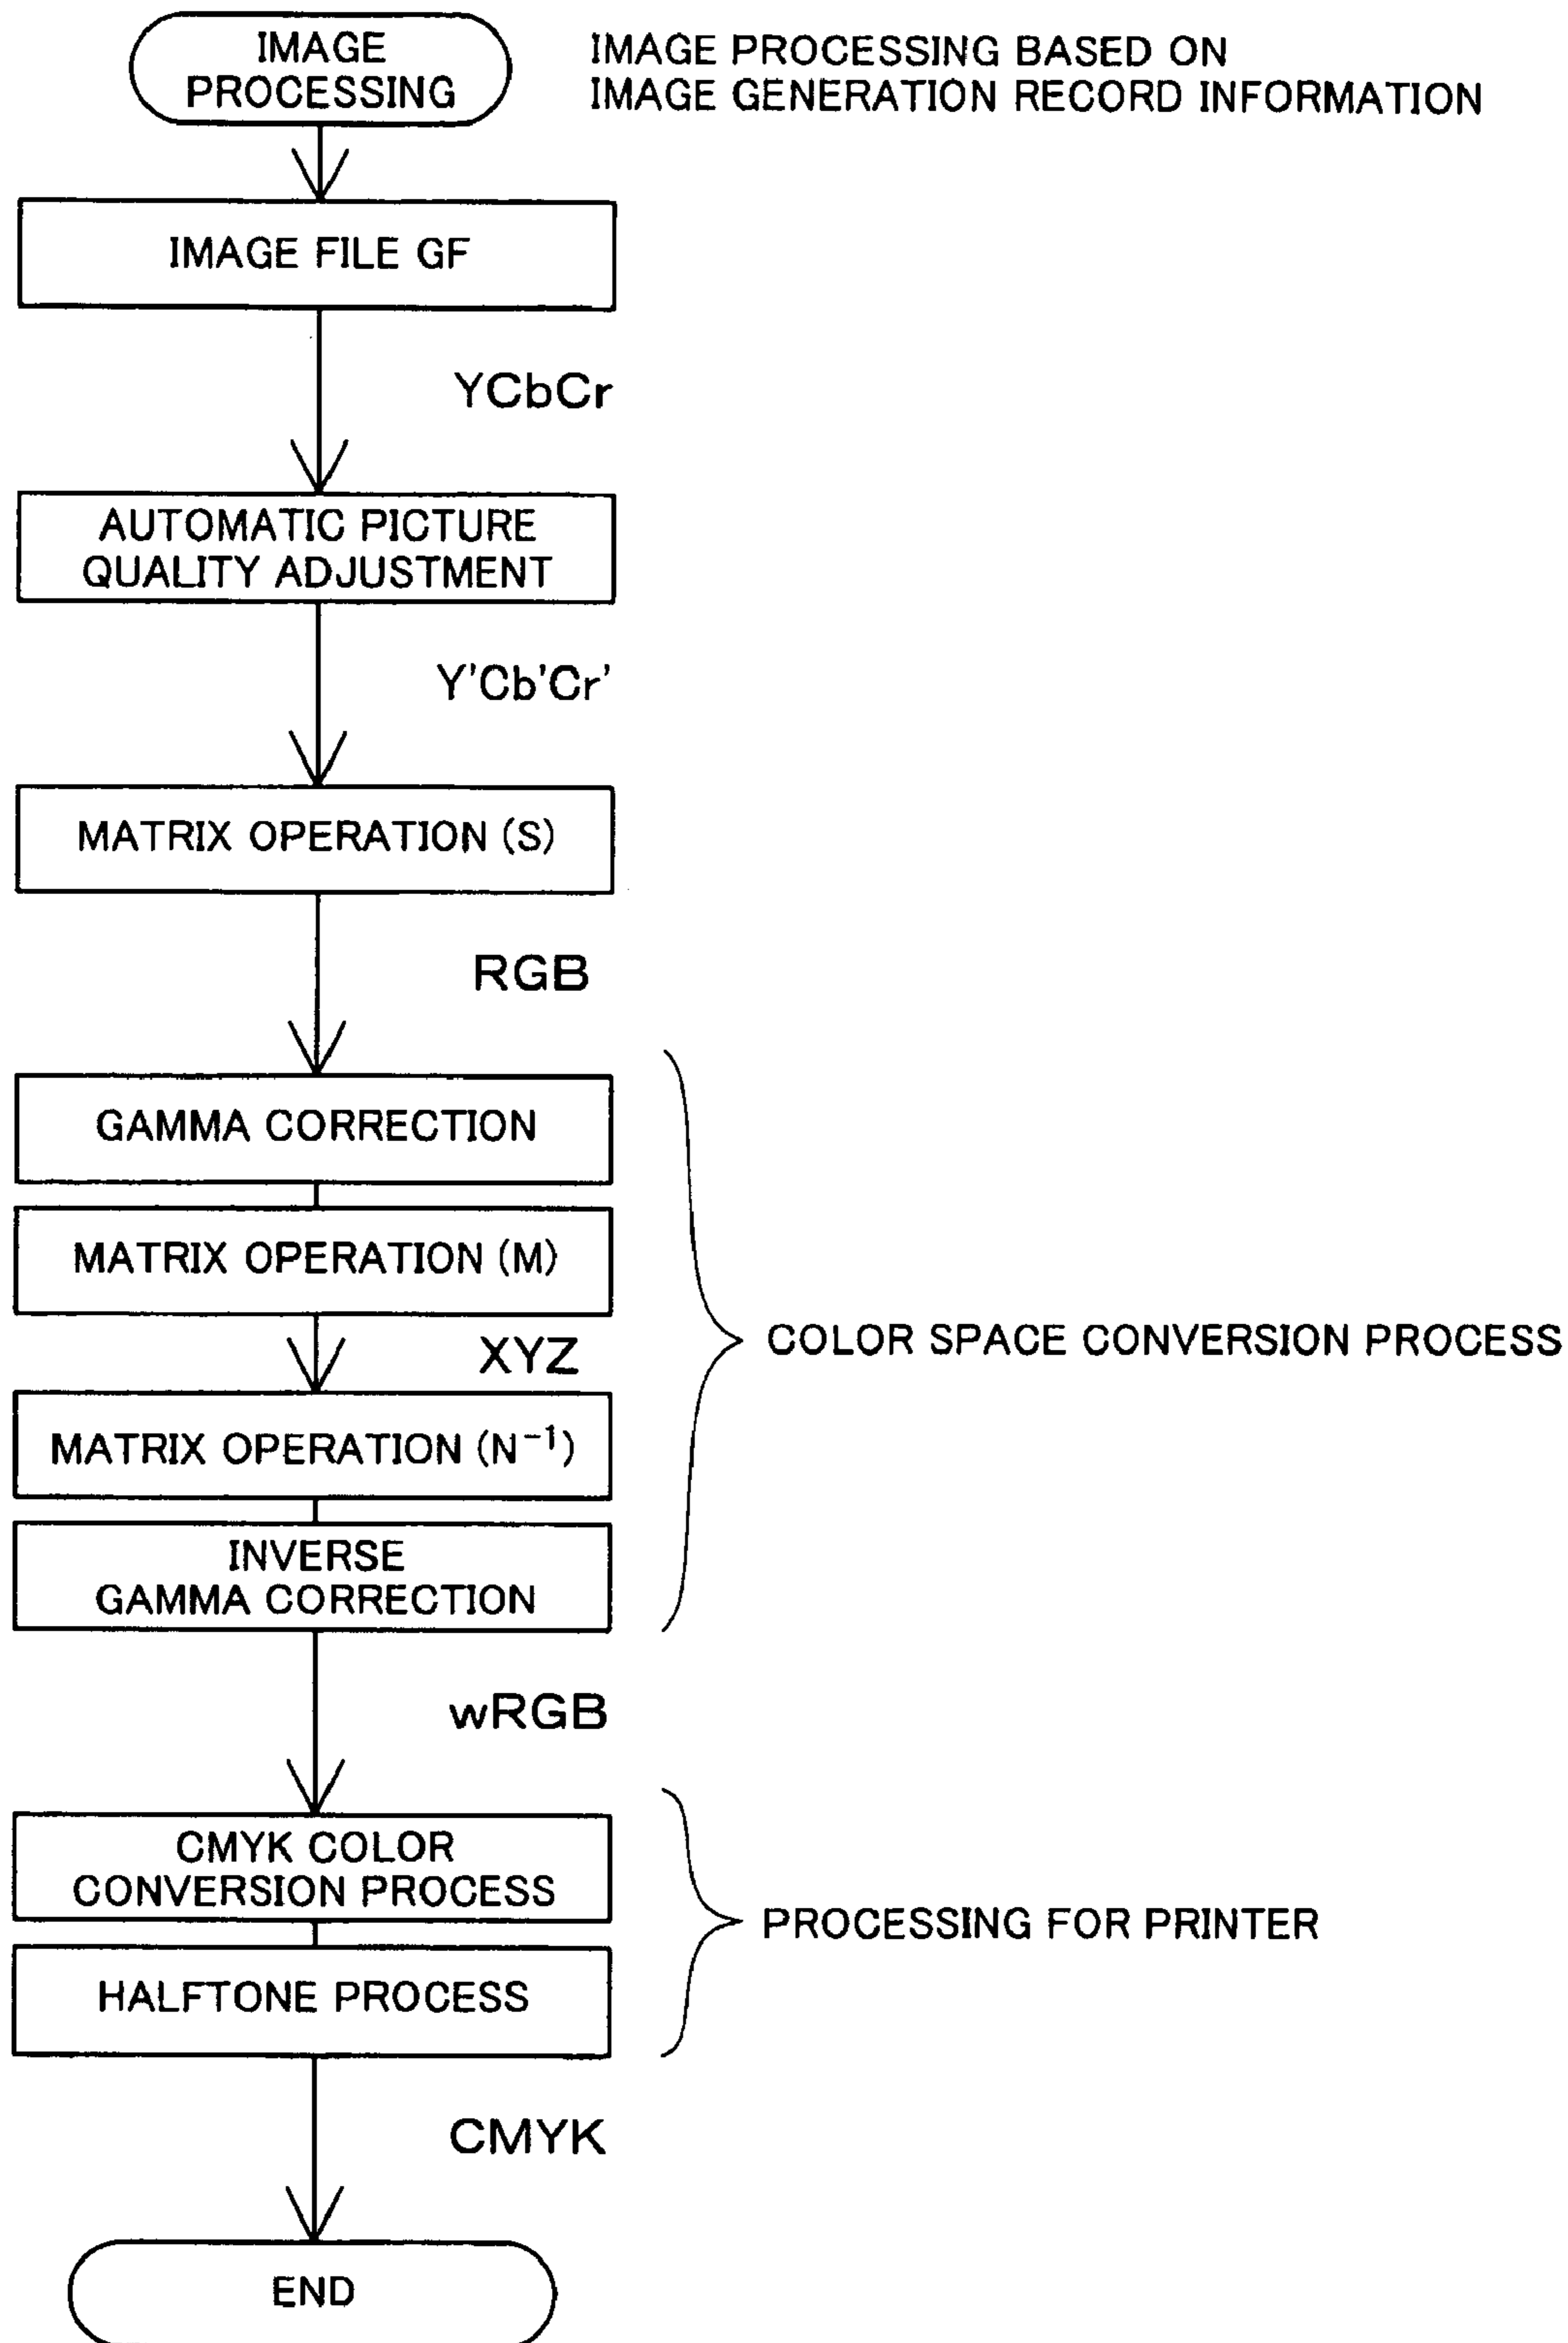 IMAGE
PROCESSING
IMAGE PROCESSING BASED ON
IMAGE GENERATION RECORD INFORMATION
IMAGE FILE GF
YCbCr
AUTOMATIC PICTURE
QUALITY ADJUSTMENT
Y'Cb'Cr'
MATRIX OPERATION (S)
RGB
GAMMA CORRECTION
MATRIX OPERATION (M)
XYZ
COLOR SPACE CONVERSION PROCESS
MATRIX OPERATION (N⁻¹)
INVERSE
GAMMA CORRECTION
wRGB
CMYK COLOR
CONVERSION PROCESS
PROCESSING FOR PRINTER
HALFTONE PROCESS
CMYK
END